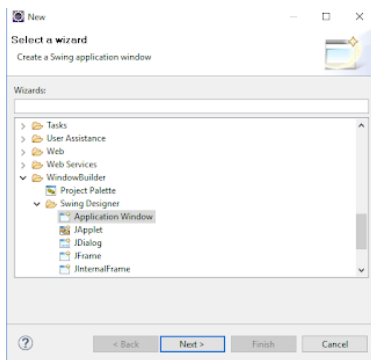 New
Select a wizard
Create a Swing application window
Wizards:
Tasks
User Assistance
Web
Web Services
WindowBuilder
Project Palette
Swing Designer
Application Window
JApplet
JDialog
JFrame
JInternalFrame
?
< Back Next > Finish Cancel